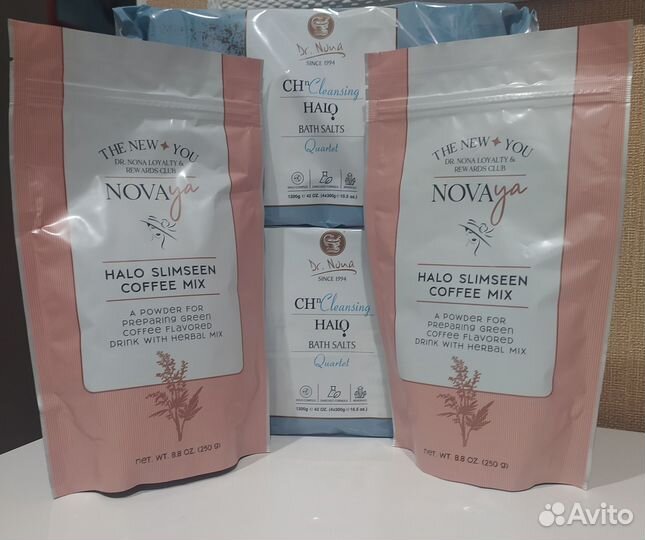 THE NEW YOU
DR. NONA LOYALTY &
REWARDS CLUB
NOVAya
HALO SLIMSEEN
COFFEE MIX
A POWDER FOR
PREPARING GREEN
COFFEE FLAVORED
DRINK WITH HERBAL MIX
NET. WT. 8.8 OZ. (250 g)
Dr. Nona
SINCE 1994
CHⁿ Cleansing
HALO
BATH SALTS
Quartet
Dr. Nona
SINCE 1994
CHⁿ Cleansing
HALO
BATH SALTS
Quartet
THE NEW YOU
DR. NONA LOYALTY &
REWARDS CLUB
NOVAya
HALO SLIMSEEN
COFFEE MIX
A POWDER FOR
PREPARING GREEN
COFFEE FLAVORED
DRINK WITH HERBAL MIX
NET. WT. 8.8 OZ. (250 g)
Avito